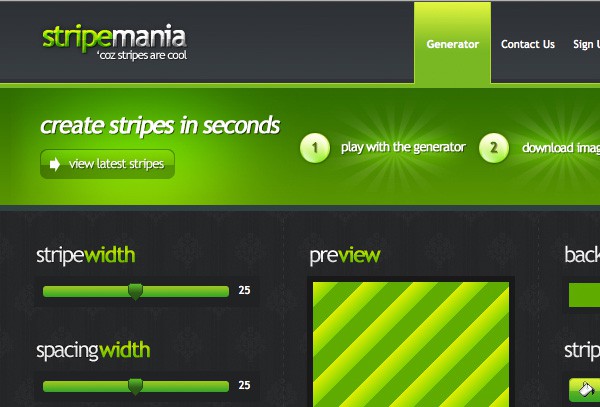 stripemania
'coz stripes are cool
Generator
Contact Us
Sign
create stripes in seconds
view latest stripes
1
play with the generator
2
download imag
stripewidth
25
preview
back
spacingwidth
25
strip